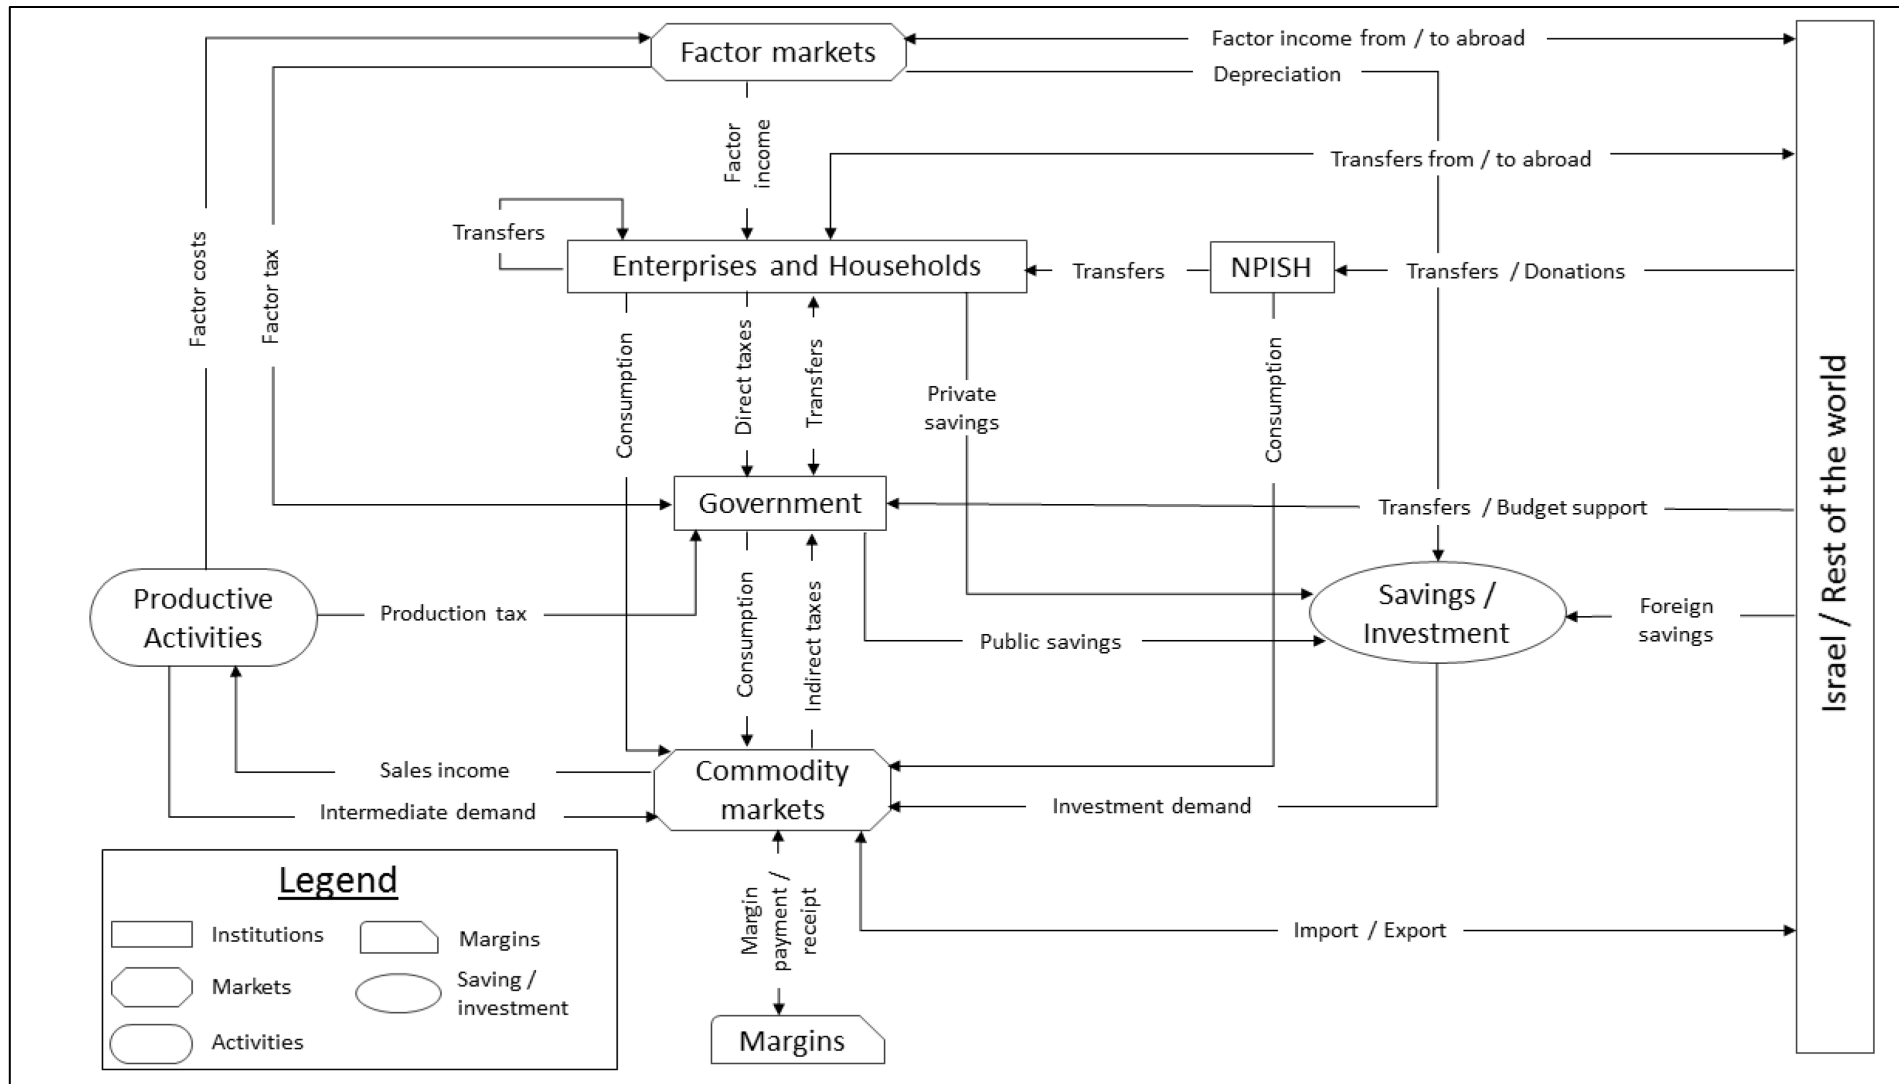 Factor markets
Factor income from / to abroad
Depreciation
Factor
income
Transfers from / to abroad
Transfers
Enterprises and Households
Transfers
NPISH
Transfers / Donations
Factor costs
Factor tax
Consumption
Direct taxes
Transfers
Private
savings
Consumption
Israel / Rest of the world
Government
Transfers / Budget support
Productive
Activities
Production tax
Consumption
Indirect taxes
Public savings
Savings /
Investment
Foreign
savings
Sales income
Intermediate demand
Commodity
markets
Investment demand
Legend
Institutions
Markets
Activities
Margins
Saving /
investment
Margin
payment /
receipt
Import / Export
Margins